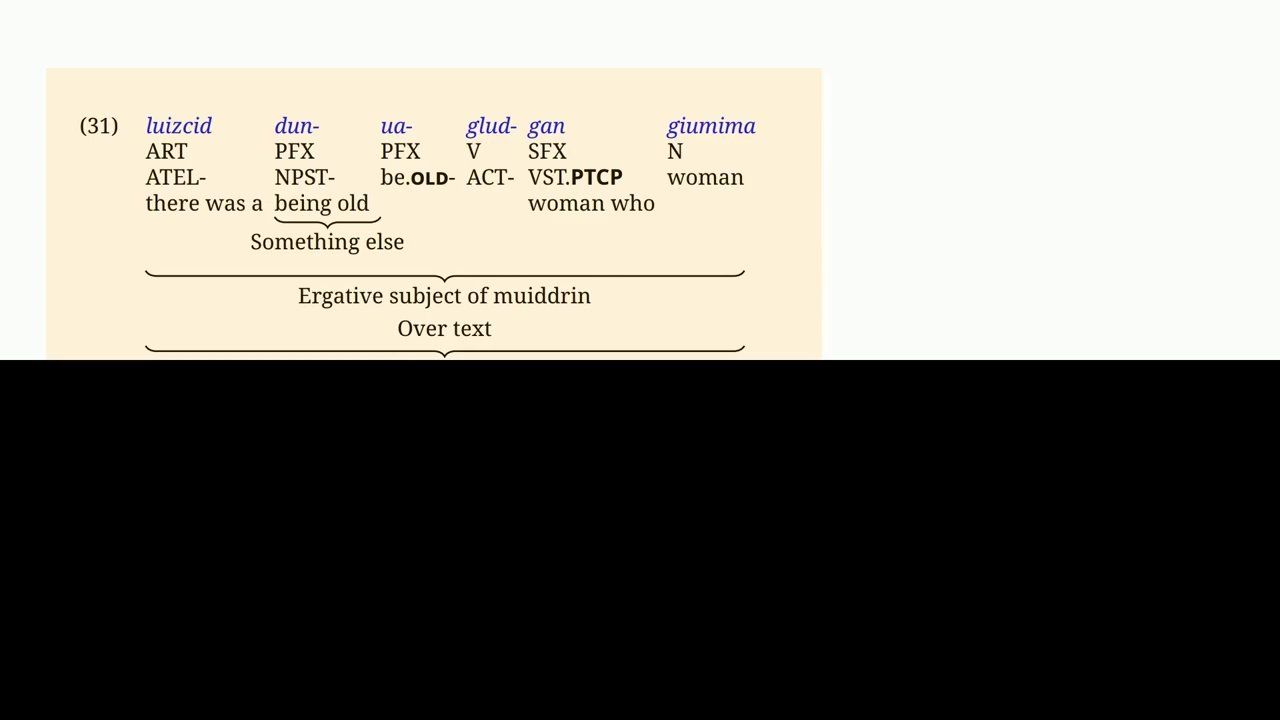 (31) luizcid dun- ua- glud- gan giumima
ART PFX PFX V SFX N
ATEL- NPST- be.OLD- ACT- VST.PTCP woman
there was a being old woman who
Something else
Ergative subject of muiddrin
Over text